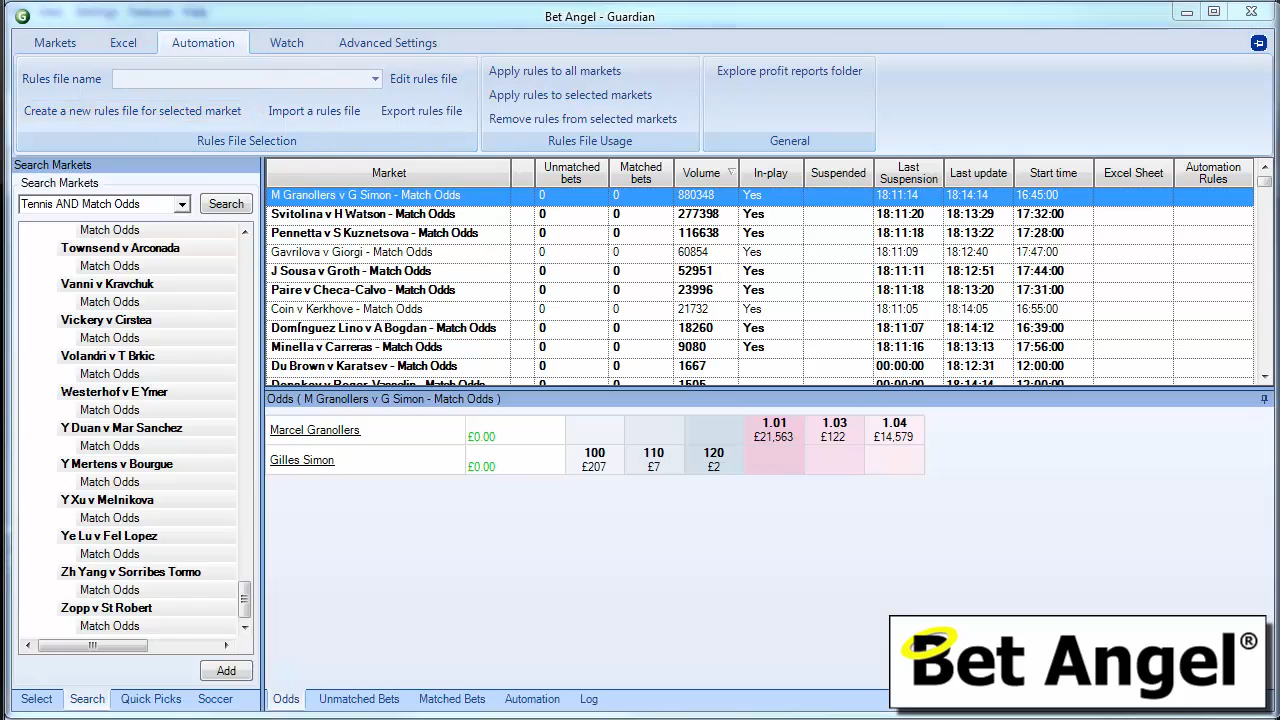 Bet Angel - Guardian
Markets Excel Automation Watch Advanced Settings
Rules file name Edit rules file
Create a new rules file for selected market Import a rules file Export rules file
Rules File Selection
Apply rules to all markets
Apply rules to selected markets
Remove rules from selected markets
Rules File Usage
Explore profit reports folder
General
Search Markets
Search Markets
Tennis AND Match Odds Search
Match Odds
Townsend v Arconada
Match Odds
Vanni v Kravchuk
Match Odds
Vickery v Cirstea
Match Odds
Volandri v T Brkic
Match Odds
Westerhof v E Ymer
Match Odds
Y Duan v Mar Sanchez
Match Odds
Y Mertens v Bourgue
Match Odds
Y Xu v Melnikova
Match Odds
Ye Lu v Fel Lopez
Match Odds
Zh Yang v Sorribes Tormo
Match Odds
Zopp v St Robert
Match Odds
Add
Select Search Quick Picks Soccer
Market Unmatched bets Matched bets Volume In-play Suspended Last Suspension Last update Start time Excel Sheet Automation Rules
M Granollers v G Simon - Match Odds 0 0 880348 Yes 18:11:14 18:14:14 16:45:00
Svitolina v H Watson - Match Odds 0 0 277398 Yes 18:11:20 18:13:29 17:32:00
Pennetta v S Kuznetsova - Match Odds 0 0 116638 Yes 18:11:18 18:13:22 17:28:00
Gavrilova v Giorgi - Match Odds 0 0 60854 Yes 18:11:09 18:12:40 17:47:00
J Sousa v Groth - Match Odds 0 0 52951 Yes 18:11:11 18:12:51 17:44:00
Paire v Checa-Calvo - Match Odds 0 0 23996 Yes 18:11:18 18:13:20 17:31:00
Coin v Kerkhove - Match Odds 0 0 21732 Yes 18:11:05 18:14:05 16:55:00
Domínguez Lino v A Bogdan - Match Odds 0 0 18260 Yes 18:11:07 18:14:12 16:39:00
Minella v Carreras - Match Odds 0 0 9080 Yes 18:11:16 18:13:13 17:56:00
Du Brown v Karatsev - Match Odds 0 0 1667 00:00:00 18:12:31 12:00:00
Odds ( M Granollers v G Simon - Match Odds )
Marcel Granollers £0.00 1.01 £21,563 1.03 £122 1.04 £14,579
Gilles Simon £0.00 100 £207 110 £7 120 £2
Odds Unmatched Bets Matched Bets Automation Log
Bet Angel®